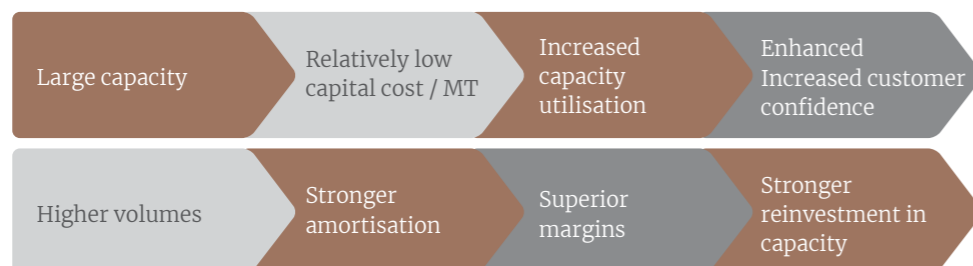 Large capacity
Relatively low
capital cost / MT
Increased
capacity
utilisation
Enhanced
Increased customer
confidence
Higher volumes
Stronger
amortisation
Superior
margins
Stronger
reinvestment in
capacity